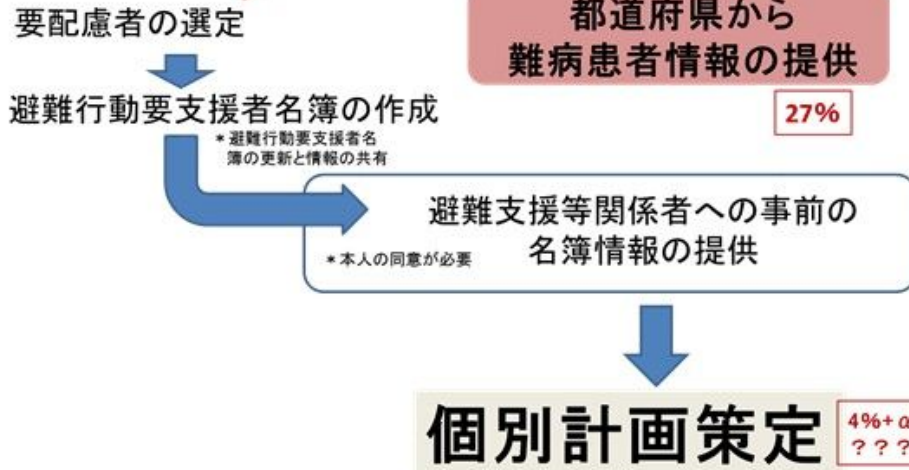 要配慮者の選定
都道府県から
難病患者情報の提供
27%
避難行動要支援者名簿の作成
*避難行動要支援者名
簿の更新と情報の共有
避難支援等関係者への事前の
名簿情報の提供
*本人の同意が必要
個別計画策定
4%+α
???